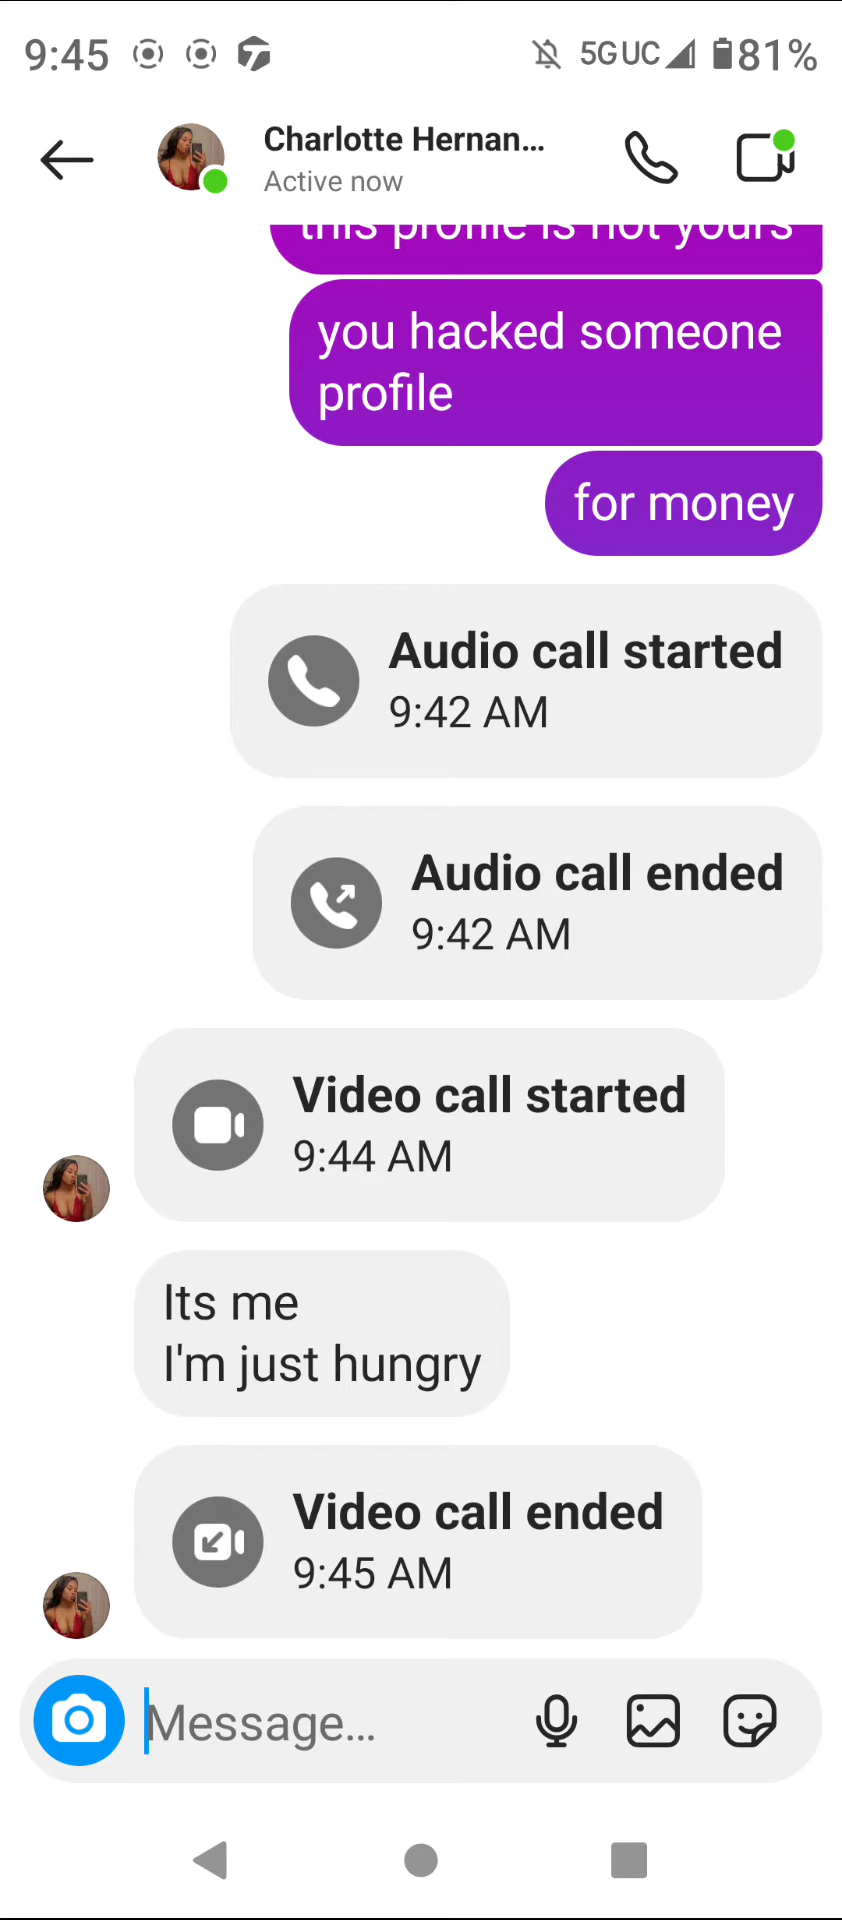 9:45
5G UC 81%
Charlotte Hernan...
Active now
this profile is not yours
you hacked someone
profile
for money
Audio call started
9:42 AM
Audio call ended
9:42 AM
Video call started
9:44 AM
Its me
I'm just hungry
Video call ended
9:45 AM
Message...